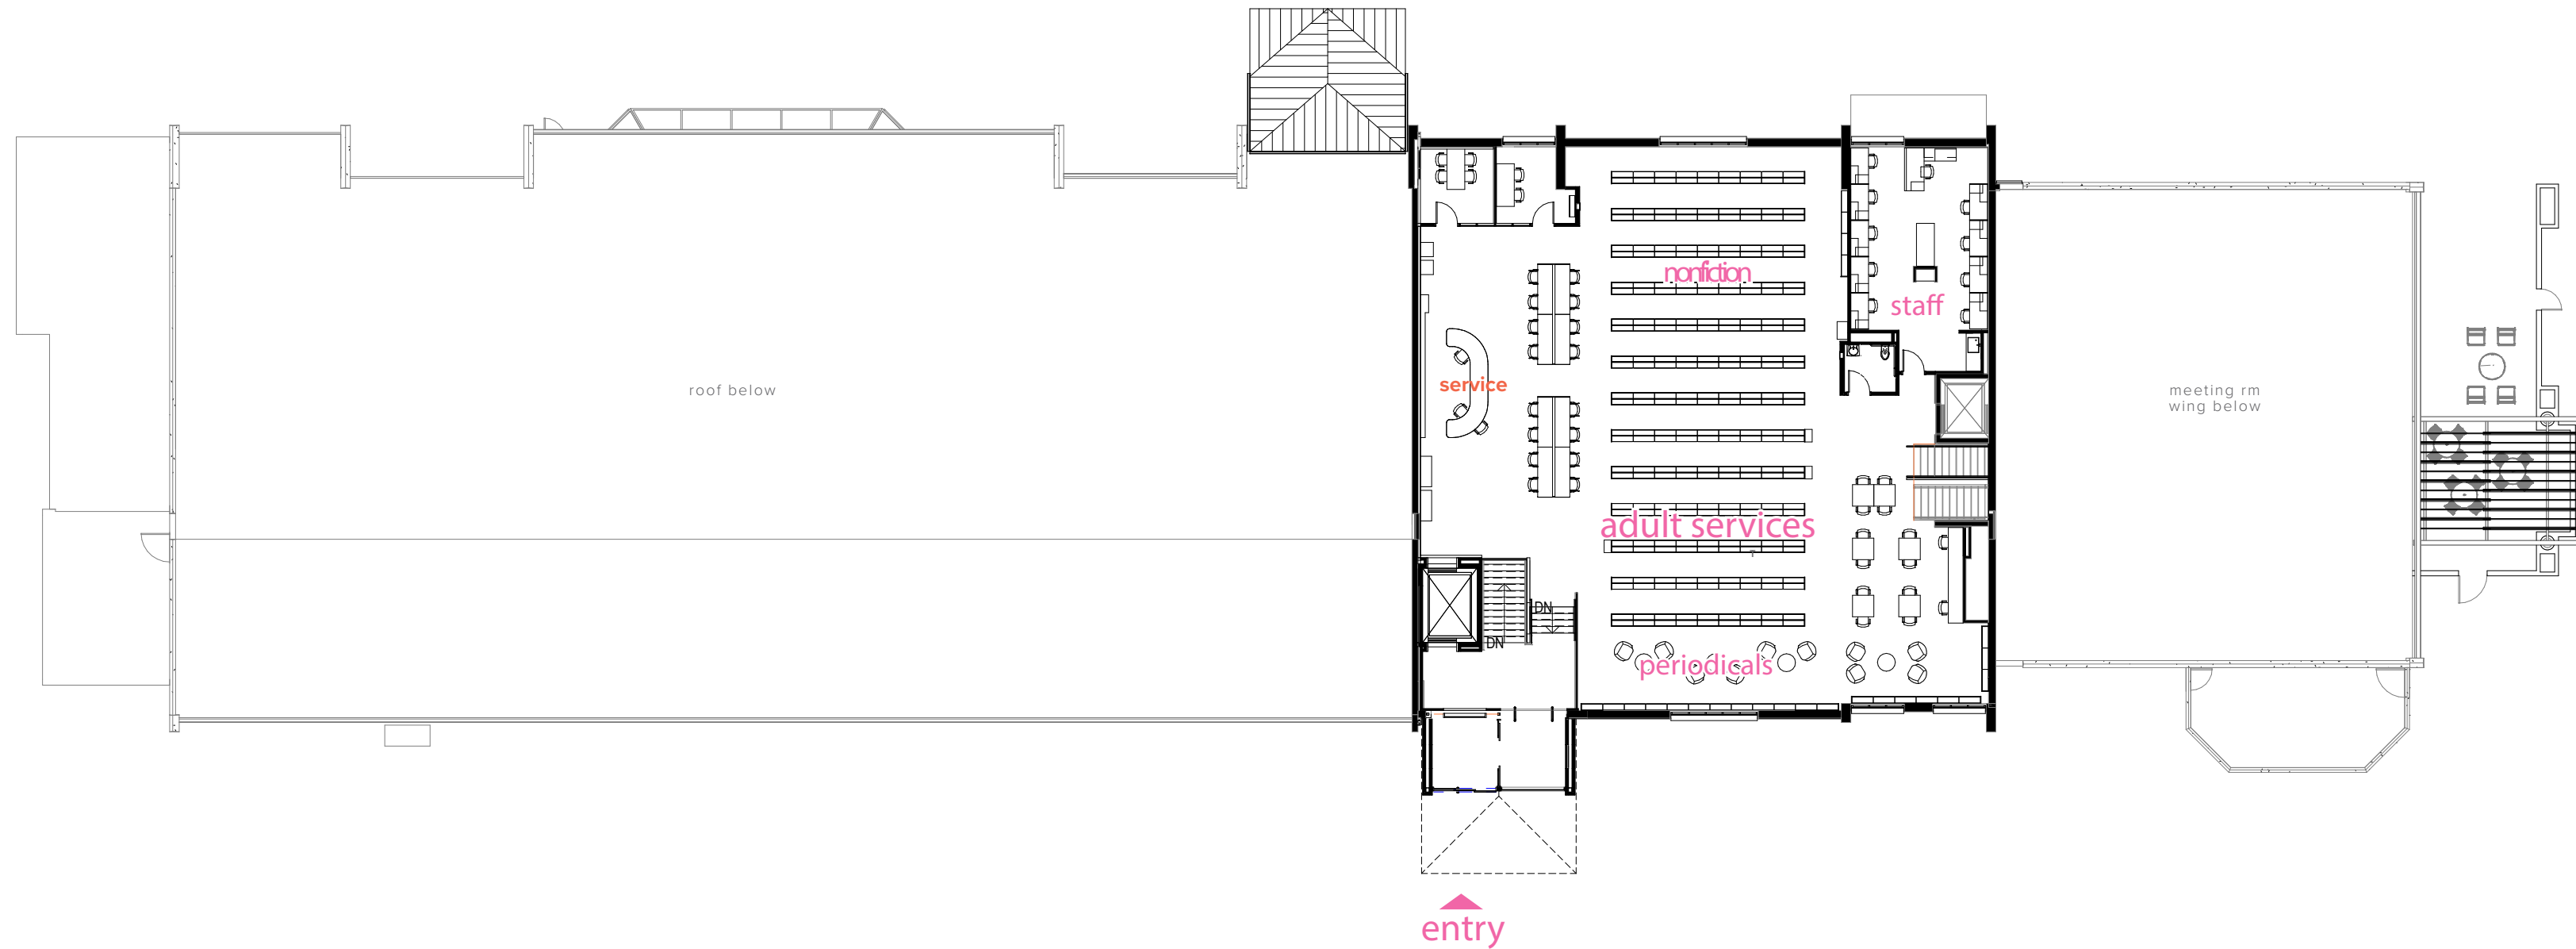 nonfiction
staff
service
roof below
meeting rm
wing below
adult services
DN
DN
periodicals
entry